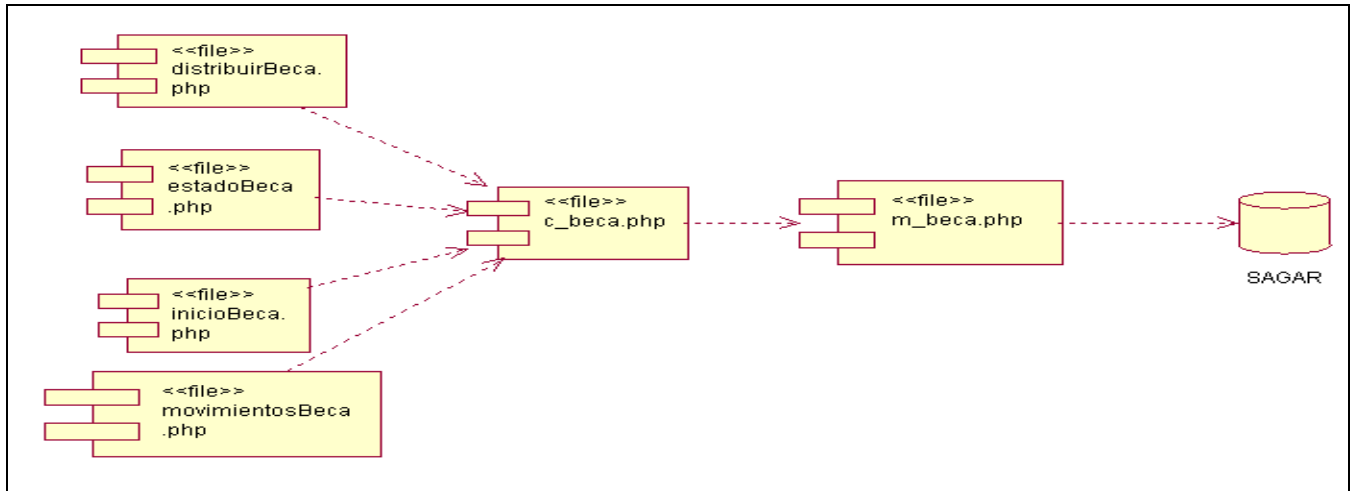 <<file>>
distribuirBeca.
php
<<file>>
estadoBeca
.php
<<file>>
inicioBeca.
php
<<file>>
movimientosBeca
.php
<<file>>
c_beca.php
<<file>>
m_beca.php
SAGAR